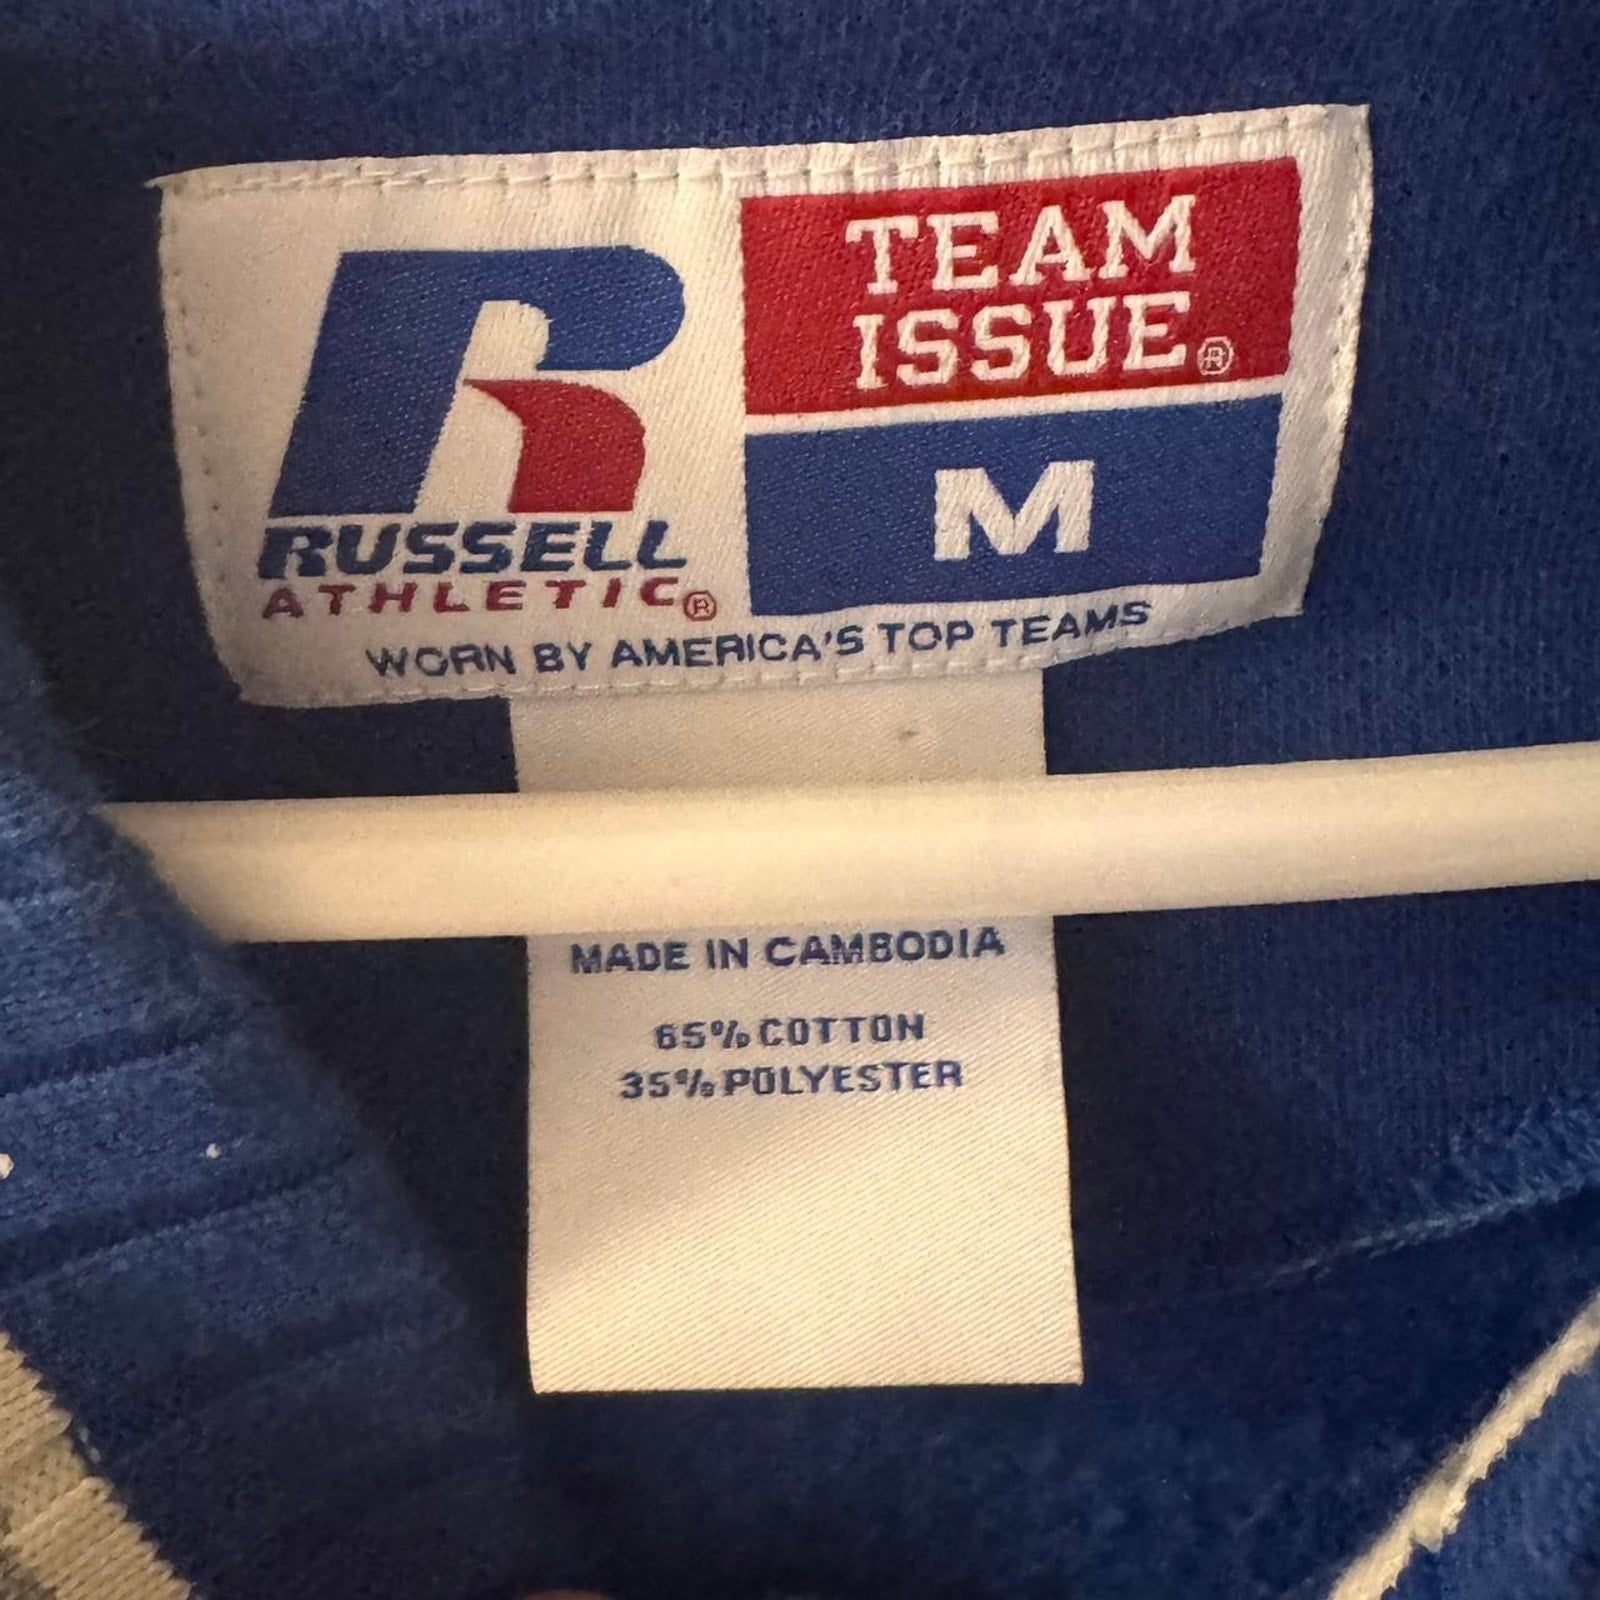 TEAM
ISSUE®
M
RUSSELL
ATHLETIC®
WORN BY AMERICA'S TOP TEAMS
MADE IN CAMBODIA
65% COTTON
35% POLYESTER